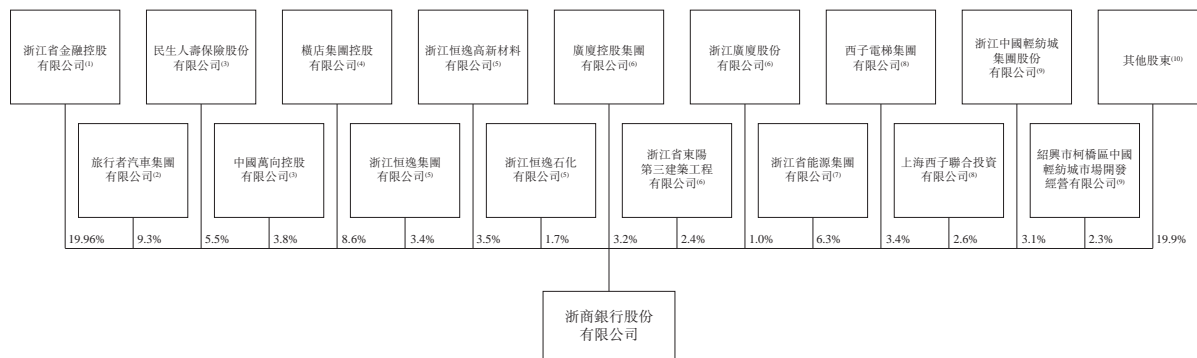 浙江省金融控股
有限公司(1)
民生人壽保險股份
有限公司(3)
橫店集團控股
有限公司(4)
浙江恒逸高新材料
有限公司(5)
廣廈控股集團
有限公司(6)
浙江廣廈股份
有限公司(6)
西子電梯集團
有限公司(8)
浙江中國輕紡城
集團股份
有限公司(9)
其他股東(10)
旅行者汽車集團
有限公司(2)
中國萬向控股
有限公司(3)
浙江恒逸集團
有限公司(5)
浙江恒逸石化
有限公司(5)
浙江省東陽
第三建築工程
有限公司(6)
浙江省能源集團
有限公司(7)
上海西子聯合投資
有限公司(8)
紹興市柯橋區中國
輕紡城市場開發
經營有限公司(9)
19.96%
9.3%
5.5%
3.8%
8.6%
3.4%
3.5%
1.7%
3.2%
2.4%
1.0%
6.3%
3.4%
2.6%
3.1%
2.3%
19.9%
浙商銀行股份
有限公司